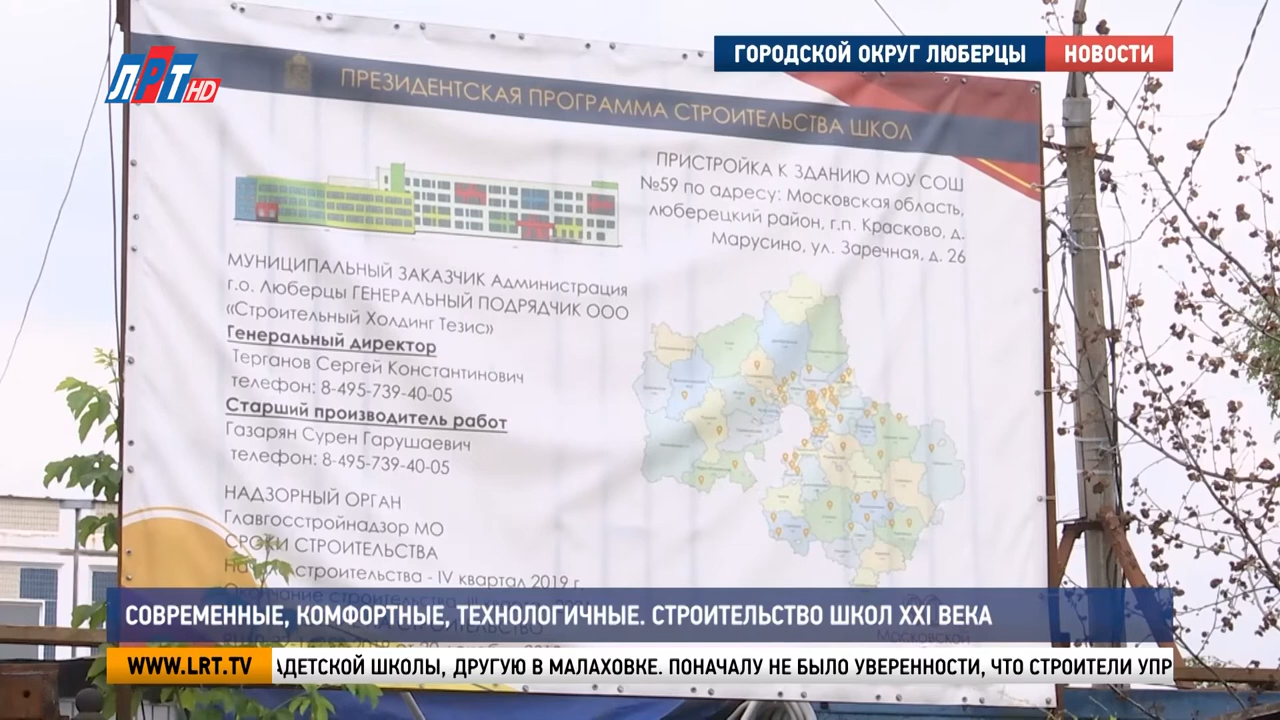 ЛРТ HD
ГОРОДСКОЙ ОКРУГ ЛЮБЕРЦЫ НОВОСТИ
ПРЕЗИДЕНТСКАЯ ПРОГРАММА СТРОИТЕЛЬСТВА ШКОЛ
ПРИСТРОЙКА К ЗДАНИЮ МОУ СОШ
№59 по адресу: Московская область,
люберецкий район, г.п. Красково, д.
Марусино, ул. Заречная, д. 26
МУНИЦИПАЛЬНЫЙ ЗАКАЗЧИК Администрация
г.о. Люберцы ГЕНЕРАЛЬНЫЙ ПОДРЯДЧИК ООО
«Строительный Холдинг Тезис»
Генеральный директор
Терганов Сергей Константинович
телефон: 8-495-739-40-05
Старший производитель работ
Газарян Сурен Гарушаевич
телефон: 8-495-739-40-05
НАДЗОРНЫЙ ОРГАН
Главгосстройнадзор МО
СРОКИ СТРОИТЕЛЬСТВА
строительства - IV квартал 2019 г.
СОВРЕМЕННЫЕ, КОМФОРТНЫЕ, ТЕХНОЛОГИЧНЫЕ. СТРОИТЕЛЬСТВО ШКОЛ XXI ВЕКА
WWW.LRT.TV АДЕТСКОЙ ШКОЛЫ, ДРУГУЮ В МАЛАХОВКЕ. ПОНАЧАЛУ НЕ БЫЛО УВЕРЕННОСТИ, ЧТО СТРОИТЕЛИ УПР